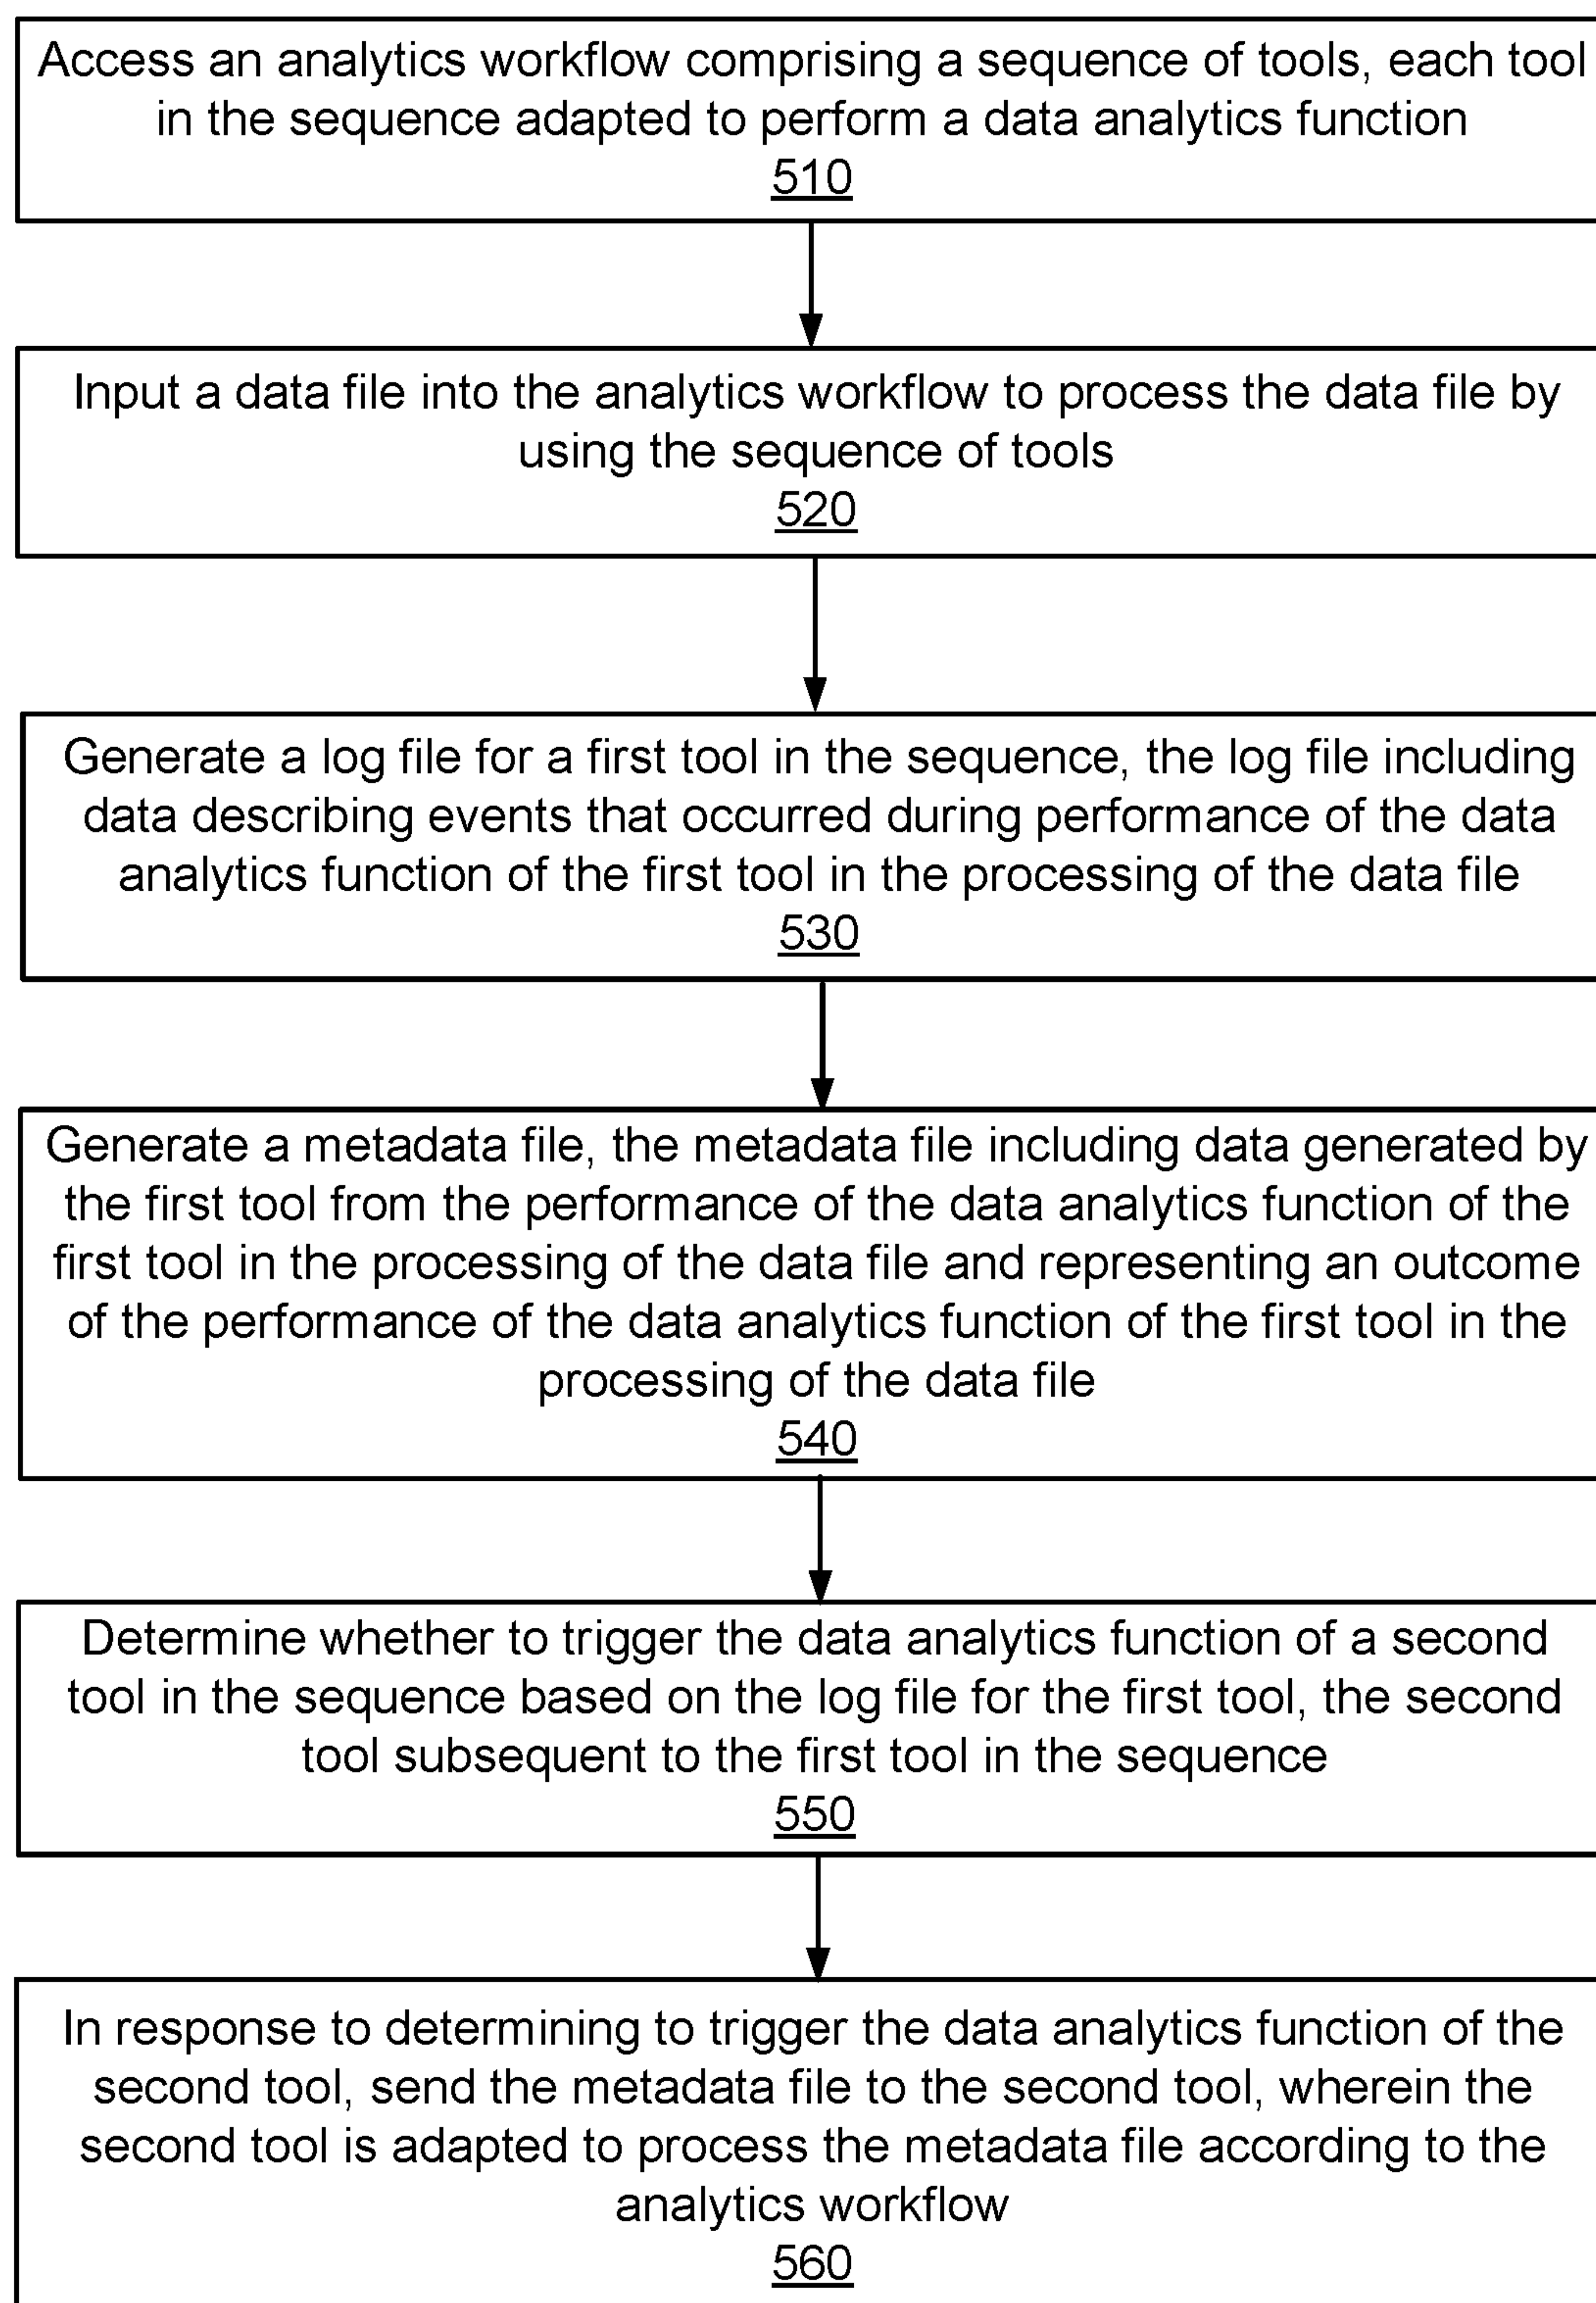 Access an analytics workflow comprising a sequence of tools, each tool
in the sequence adapted to perform a data analytics function
510
Input a data file into the analytics workflow to process the data file by
using the sequence of tools
520
Generate a log file for a first tool in the sequence, the log file including
data describing events that occurred during performance of the data
analytics function of the first tool in the processing of the data file
530
Generate a metadata file, the metadata file including data generated by
the first tool from the performance of the data analytics function of the
first tool in the processing of the data file and representing an outcome
of the performance of the data analytics function of the first tool in the
processing of the data file
540
Determine whether to trigger the data analytics function of a second
tool in the sequence based on the log file for the first tool, the second
tool subsequent to the first tool in the sequence
550
In response to determining to trigger the data analytics function of the
second tool, send the metadata file to the second tool, wherein the
second tool is adapted to process the metadata file according to the
analytics workflow
560